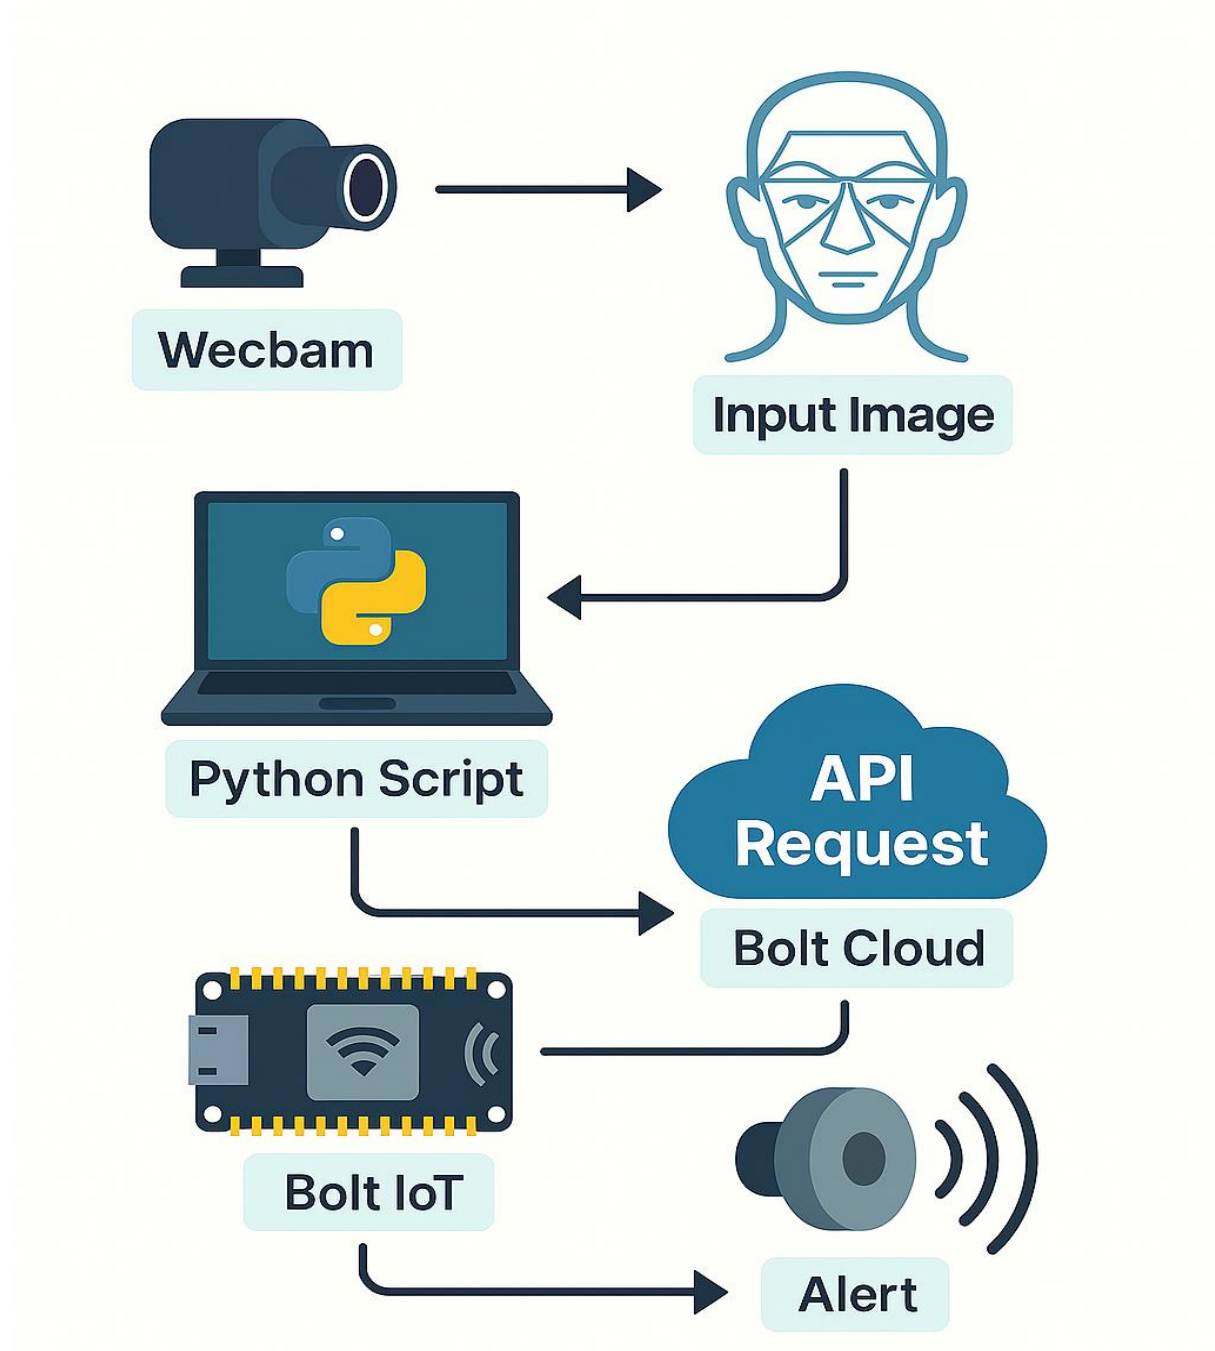 Wecbam
Input Image
Python Script
API
Request
Bolt Cloud
Bolt IoT
Alert